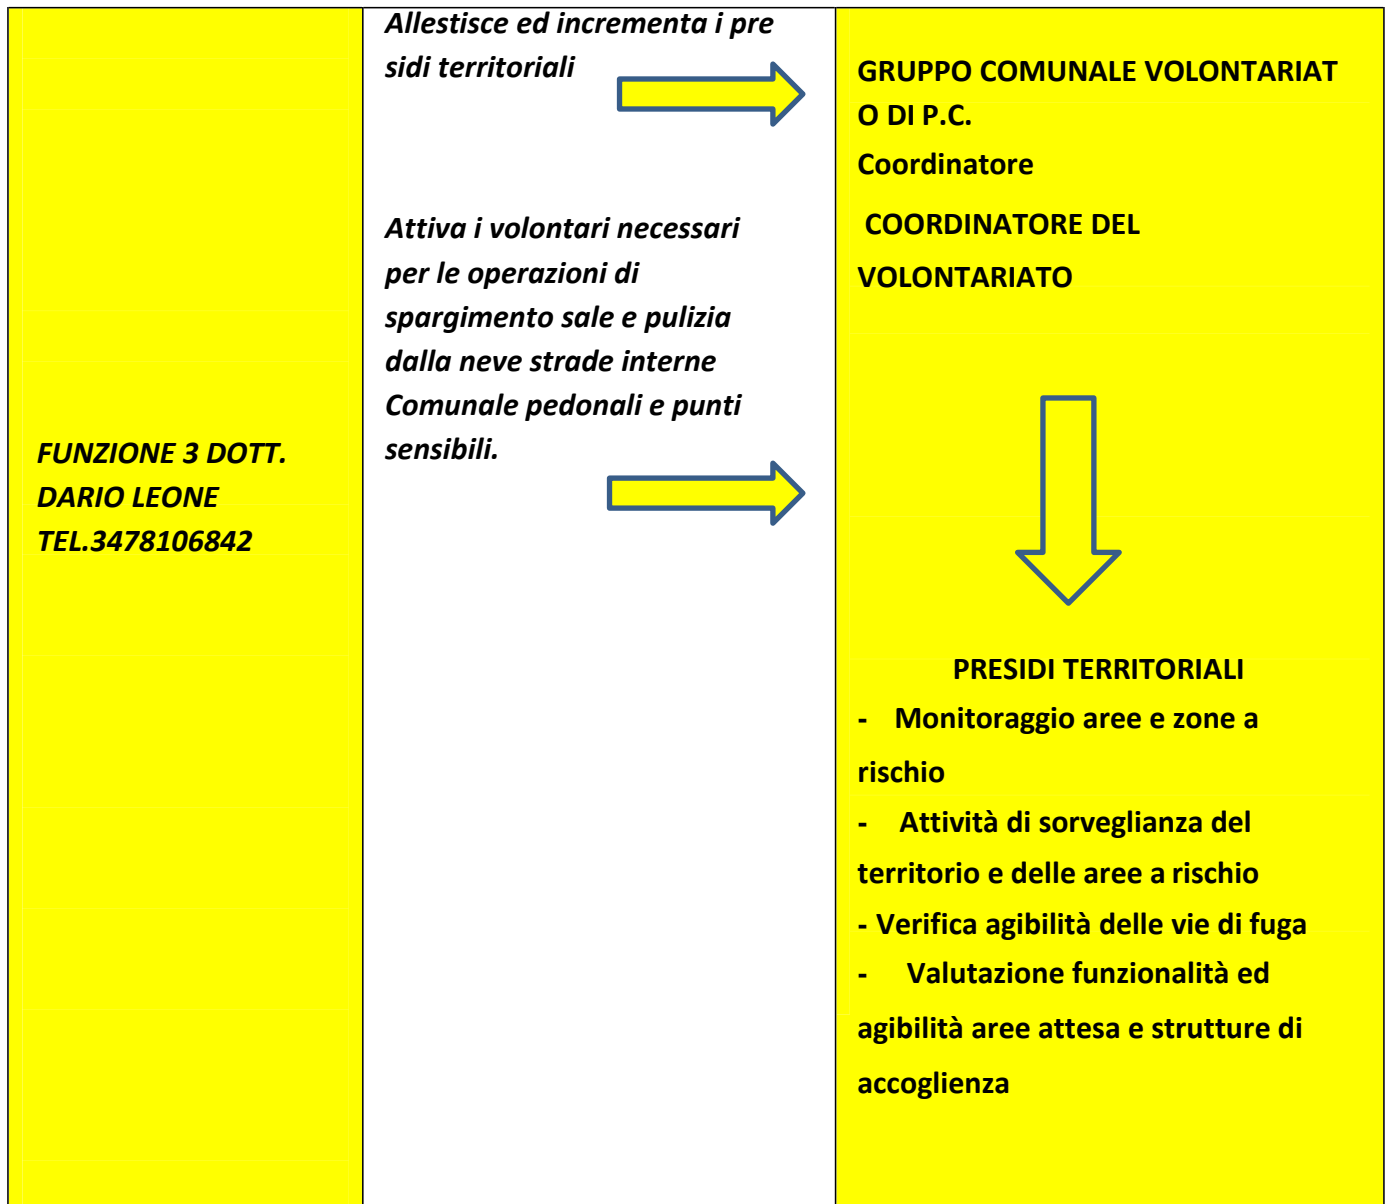 FUNZIONE 3 DOTT.
DARIO LEONE
TEL.3478106842
Allestisce ed incrementa i pre
sidi territoriali
Attiva i volontari necessari
per le operazioni di
spargimento sale e pulizia
dalla neve strade interne
Comunale pedonali e punti
sensibili.
GRUPPO COMUNALE VOLONTARIAT
O DI P.C.
Coordinatore
COORDINATORE DEL
VOLONTARIATO
PRESIDI TERRITORIALI
- Monitoraggio aree e zone a
rischio
- Attività di sorveglianza del
territorio e delle aree a rischio
- Verifica agibilità delle vie di fuga
- Valutazione funzionalità ed
agibilità aree attesa e strutture di
accoglienza